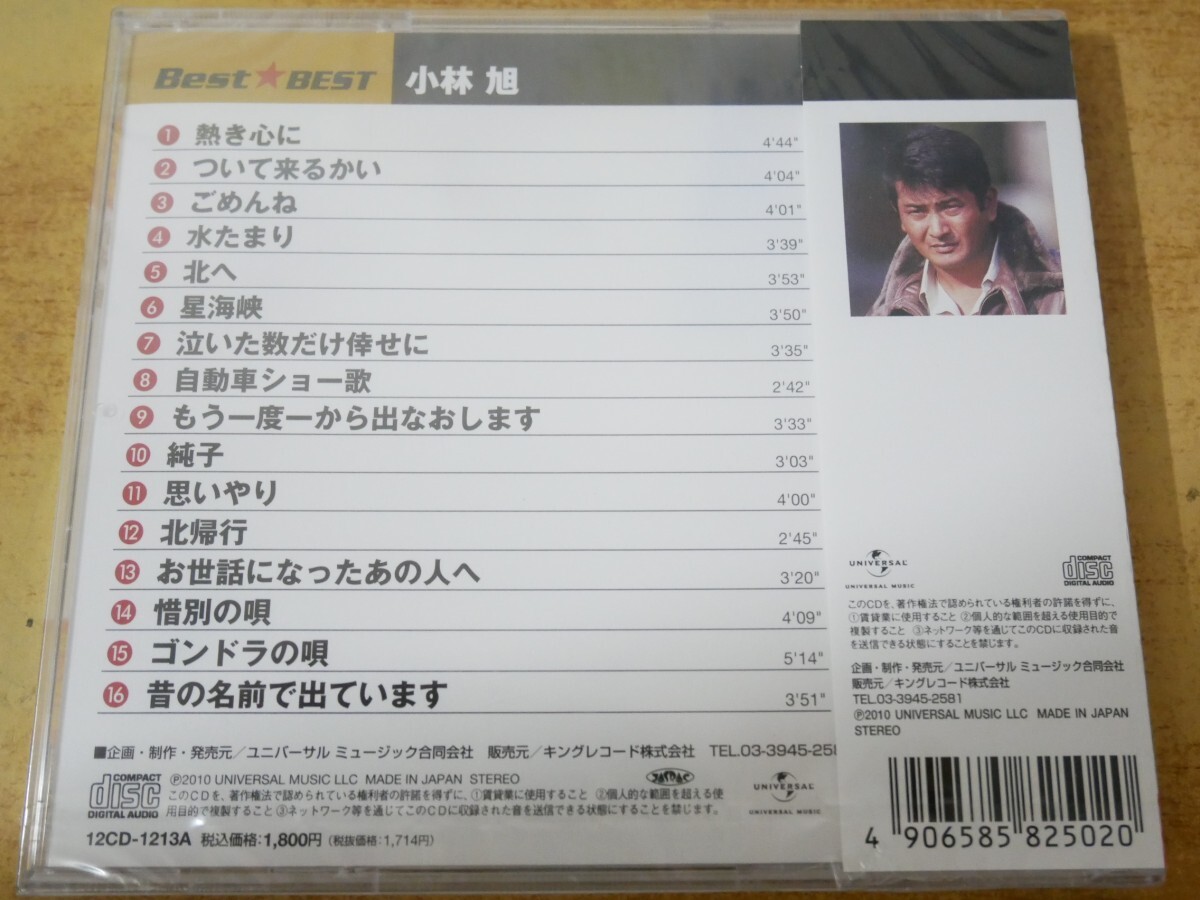 Best★BEST 小林 旭
1 熱き心に 4'44"
2 ついて来るかい 4'04"
3 ごめんね 4'01"
4 水たまり 3'39"
5 北へ 3'53"
6 星海峡 3'50"
7 泣いた数だけ倖せに 3'35"
8 自動車ショー歌 2'42"
9 もう一度一から出なおします 3'33"
10 純子 3'03"
11 思いやり 4'00"
12 北帰行 2'45"
13 お世話になったあの人へ 3'20"
14 惜別の唄 4'09"
15 ゴンドラの唄 5'14"
16 昔の名前で出ています 3'51"
■企画・制作・発売元/ユニバーサル ミュージック合同会社 販売元/キングレコード株式会社 TEL.03-3945-258
COMPACT disc DIGITAL AUDIO
Ⓟ2010 UNIVERSAL MUSIC LLC MADE IN JAPAN STEREO
このCDを、著作権法で認められている権利者の許諾を得ずに、①賃貸業に使用すること ②個人的な範囲を超える使
用目的で複製すること ③ネットワーク等を通じてこのCDに収録された音を送信できる状態にすることを禁じます。
JASRAC
UNIVERSAL
UNIVERSAL MUSIC
12CD-1213A 税込価格:1,800円 (税抜価格:1,714円)
UNIVERSAL
UNIVERSAL MUSIC
COMPACT disc DIGITAL AUDIO
このCDを、著作権法で認められている権利者の許諾を得ずに、
①賃貸業に使用すること ②個人的な範囲を超える使用目的で
複製すること ③ネットワーク等を通じてこのCDに収録された音
を送信できる状態にすることを禁じます。
企画・制作・発売元/ユニバーサル ミュージック合同会社
販売元/キングレコード株式会社
TEL.03-3945-2581
Ⓟ2010 UNIVERSAL MUSIC LLC MADE IN JAPAN
STEREO
4 906585 825020